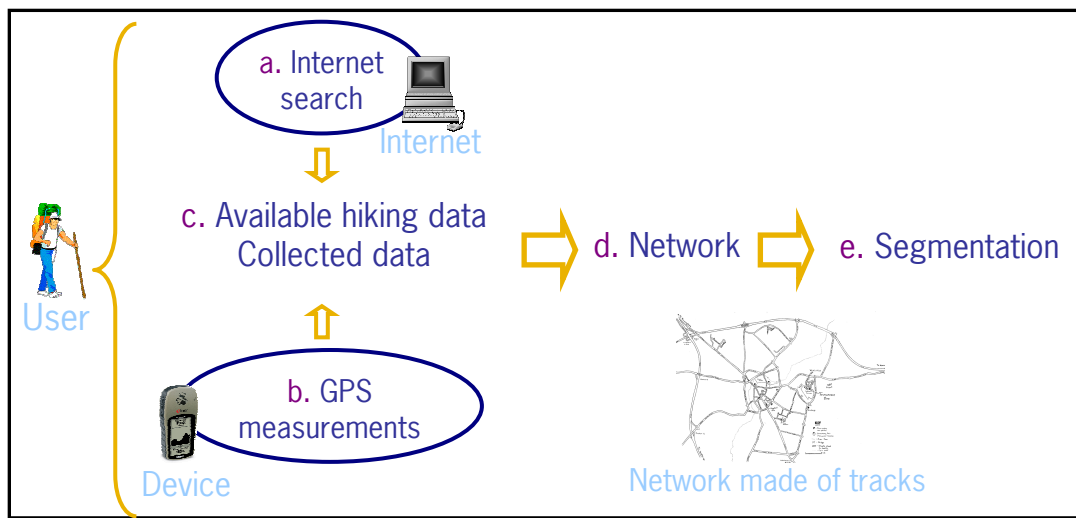 a. Internet
search
Internet
c. Available hiking data
Collected data
d. Network
e. Segmentation
User
b. GPS
measurements
Device
Network made of tracks